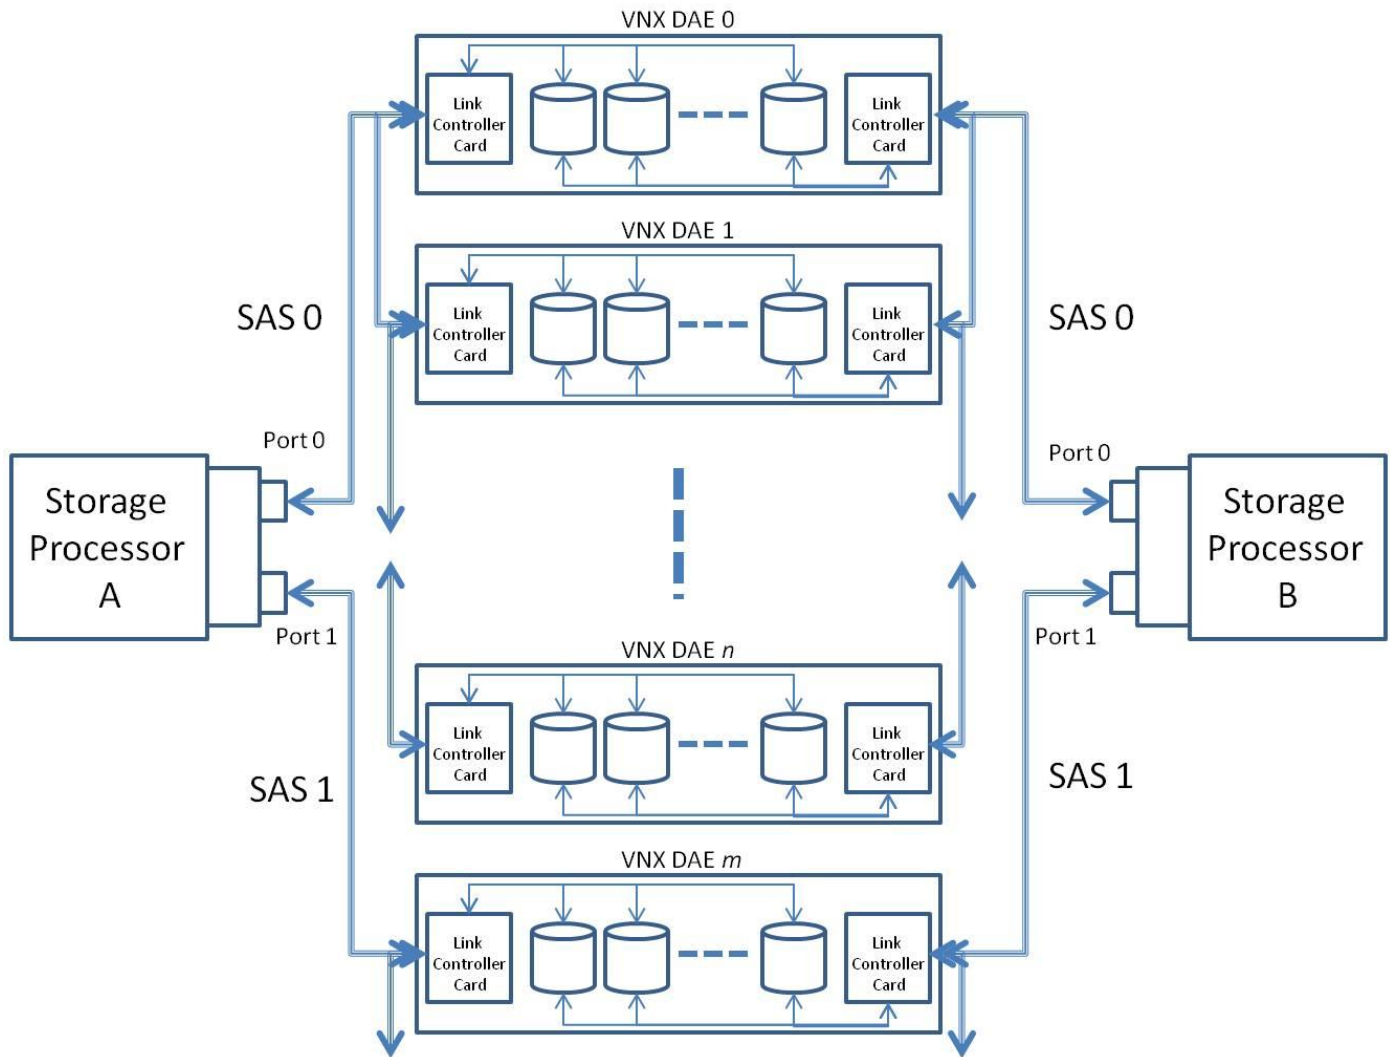 VNX DAE 0
Link
Controller
Card
Link
Controller
Card
VNX DAE 1
Link
Controller
Card
Link
Controller
Card
SAS 0
SAS 0
Port 0
Port 0
Storage
Processor
A
Storage
Processor
B
Port 1
Port 1
VNX DAE n
Link
Controller
Card
Link
Controller
Card
SAS 1
SAS 1
VNX DAE m
Link
Controller
Card
Link
Controller
Card